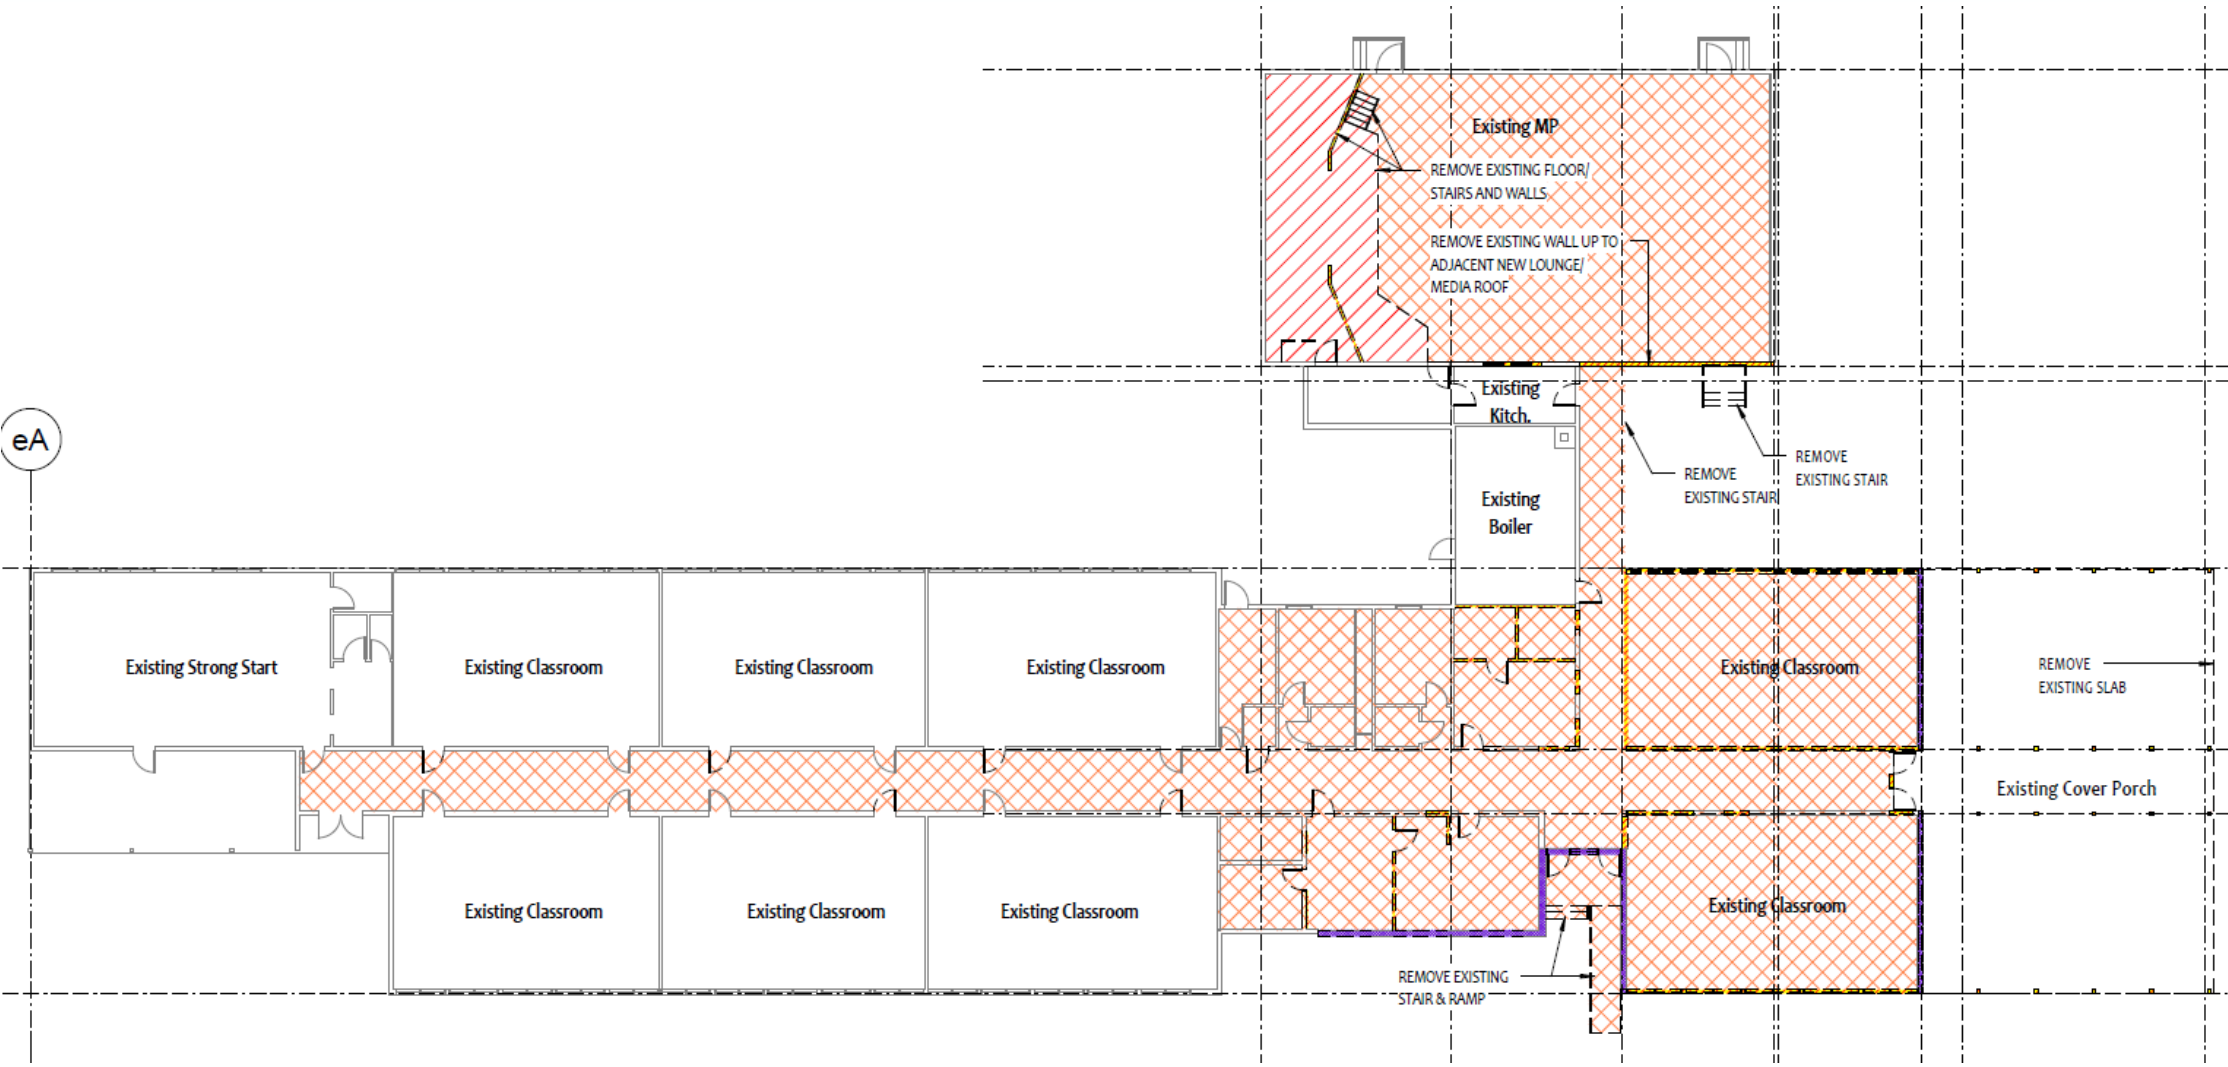 Existing MP
REMOVE EXISTING FLOOR/
STAIRS AND WALLS
REMOVE EXISTING WALL UP TO
ADJACENT NEW LOUNGE/
MEDIA ROOF
Existing
Kitch.
eA
REMOVE
EXISTING STAIR
REMOVE
EXISTING STAIR
Existing
Boiler
Existing Strong Start
Existing Classroom
Existing Classroom
Existing Classroom
Existing Classroom
REMOVE
EXISTING SLAB
Existing Cover Porch
Existing Classroom
Existing Classroom
Existing Classroom
Existing Classroom
REMOVE EXISTING
STAIR & RAMP